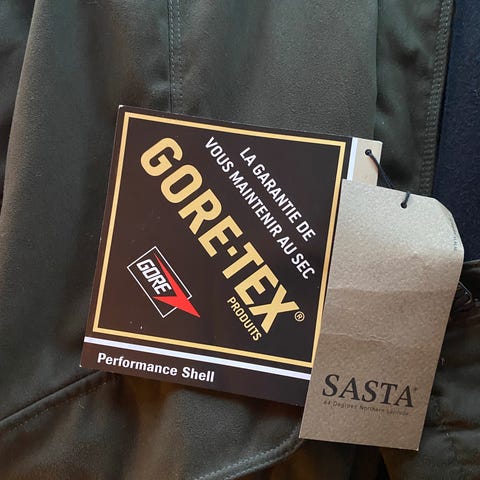 LA GARANTIE DE
VOUS MAINTENIR AU SEC
GORE-TEX®
PRODUITS
GORE
Performance Shell
SASTA®
64 Degrees Northern Latitude